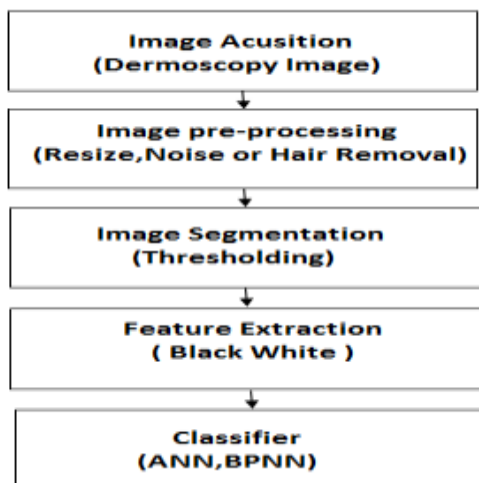 Image Acusition
(Dermoscopy Image)
Image pre-processing
(Resize,Noise or Hair Removal)
Image Segmentation
(Thresholding)
Feature Extraction
( Black White )
Classifier
(ANN,BPNN)